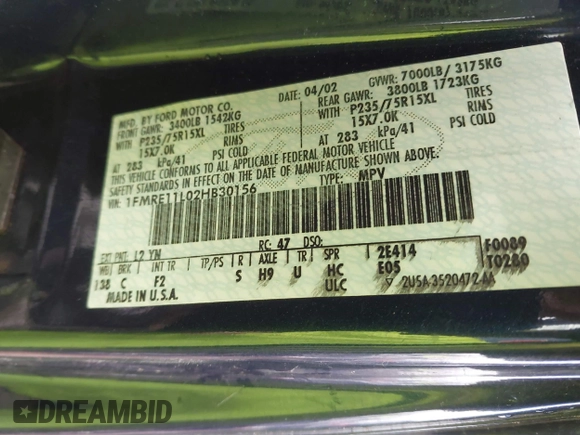 MFD. BY FORD MOTOR CO.
DATE: 04/02
GVWR: 7000LB/ 3175KG
FRONT GAWR: 3400LB 1542KG
REAR GAWR: 3800LB 1723KG
WITH P235/75R15XL TIRES
WITH P235/75R15XL TIRES
15X7.0K RIMS
15X7.0K RIMS
AT 283 kPa/41 PSI COLD
AT 283 kPa/41 PSI COLD
THIS VEHICLE CONFORMS TO ALL APPLICABLE FEDERAL MOTOR VEHICLE
SAFETY STANDARDS IN EFFECT ON THE DATE OF MANUFACTURE SHOWN ABOVE.
VIN: 1FMRE11L02HB30156
TYPE: MPV
EXT PNT: L2 YN RC: 47 DSO:
WB BRK INT TR TP/PS R AXLE TR SPR 2E414 F0089
138 C F2 S H9 U HC E05 T0280
ULC 2U5A-3520472-AA
MADE IN U.S.A.
DREAMBID